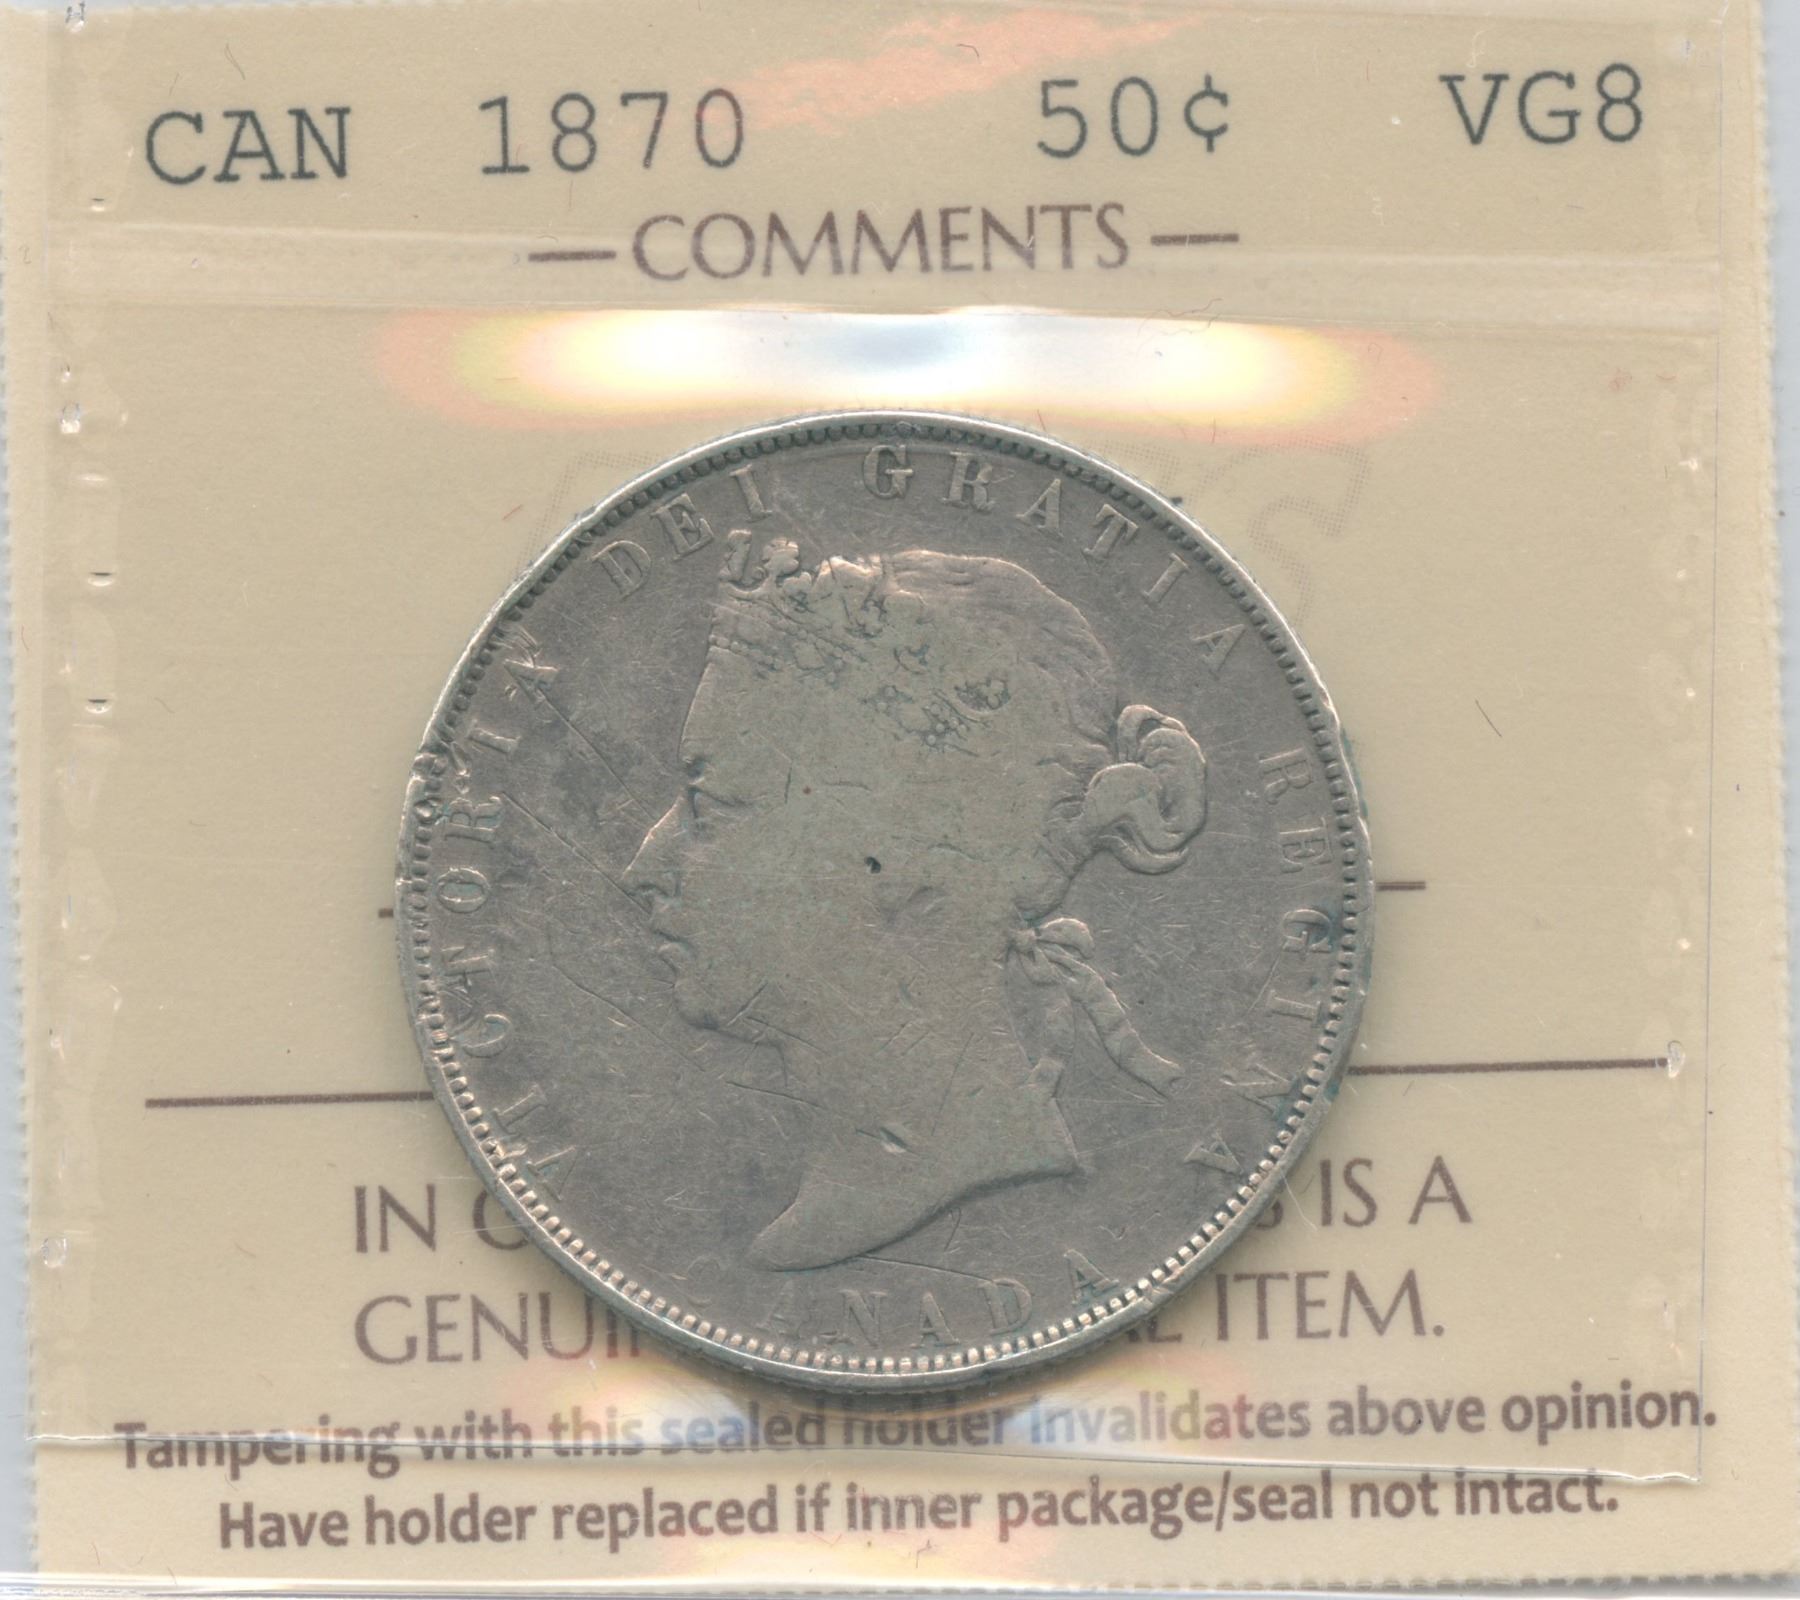 CAN 1870 50¢ VG8
— COMMENTS —
VICTORIA DEI GRATIA REGINA
CANADA
IN IS A
ITEM.
Tampering with this sealed holder invalidates above opinion.
Have holder replaced if inner package/seal not intact.